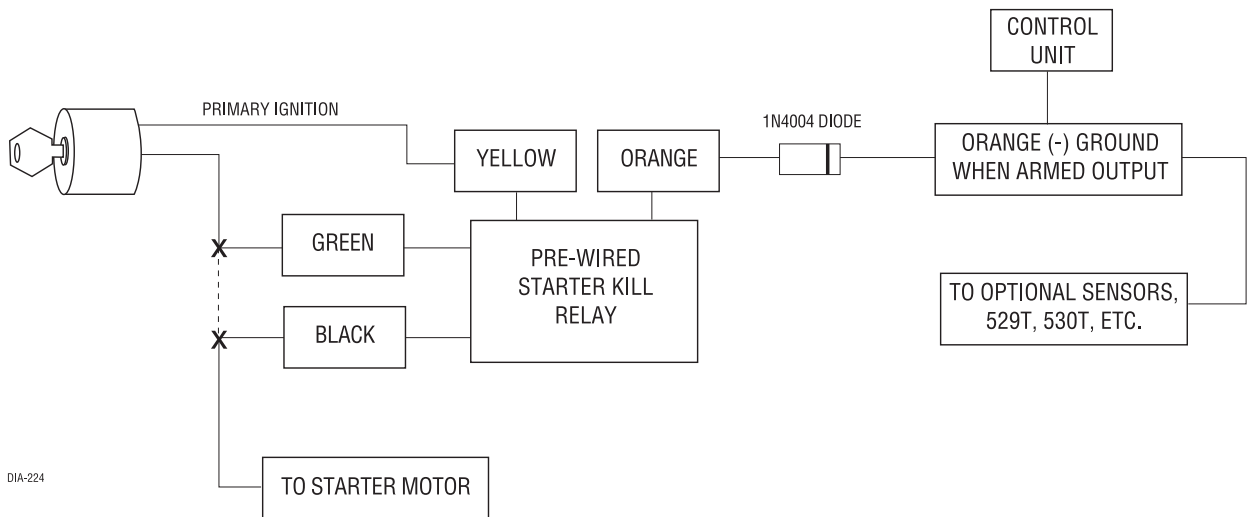 CONTROL
UNIT
PRIMARY IGNITION
1N4004 DIODE
YELLOW
ORANGE
ORANGE (-) GROUND
WHEN ARMED OUTPUT
GREEN
PRE-WIRED
STARTER KILL
RELAY
TO OPTIONAL SENSORS,
529T, 530T, ETC.
BLACK
DIA-224
TO STARTER MOTOR